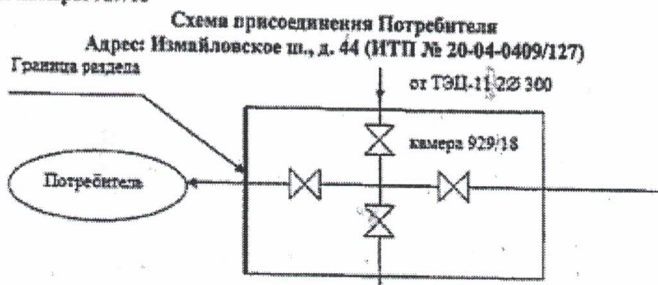 Схема присоединения Потребителя
Адрес: Измайловское ш., д. 44 (ИТП № 20-04-0409/127)
Граница раздела
от ТЭЦ-11 2Ø 300
камера 929/18
Потребитель